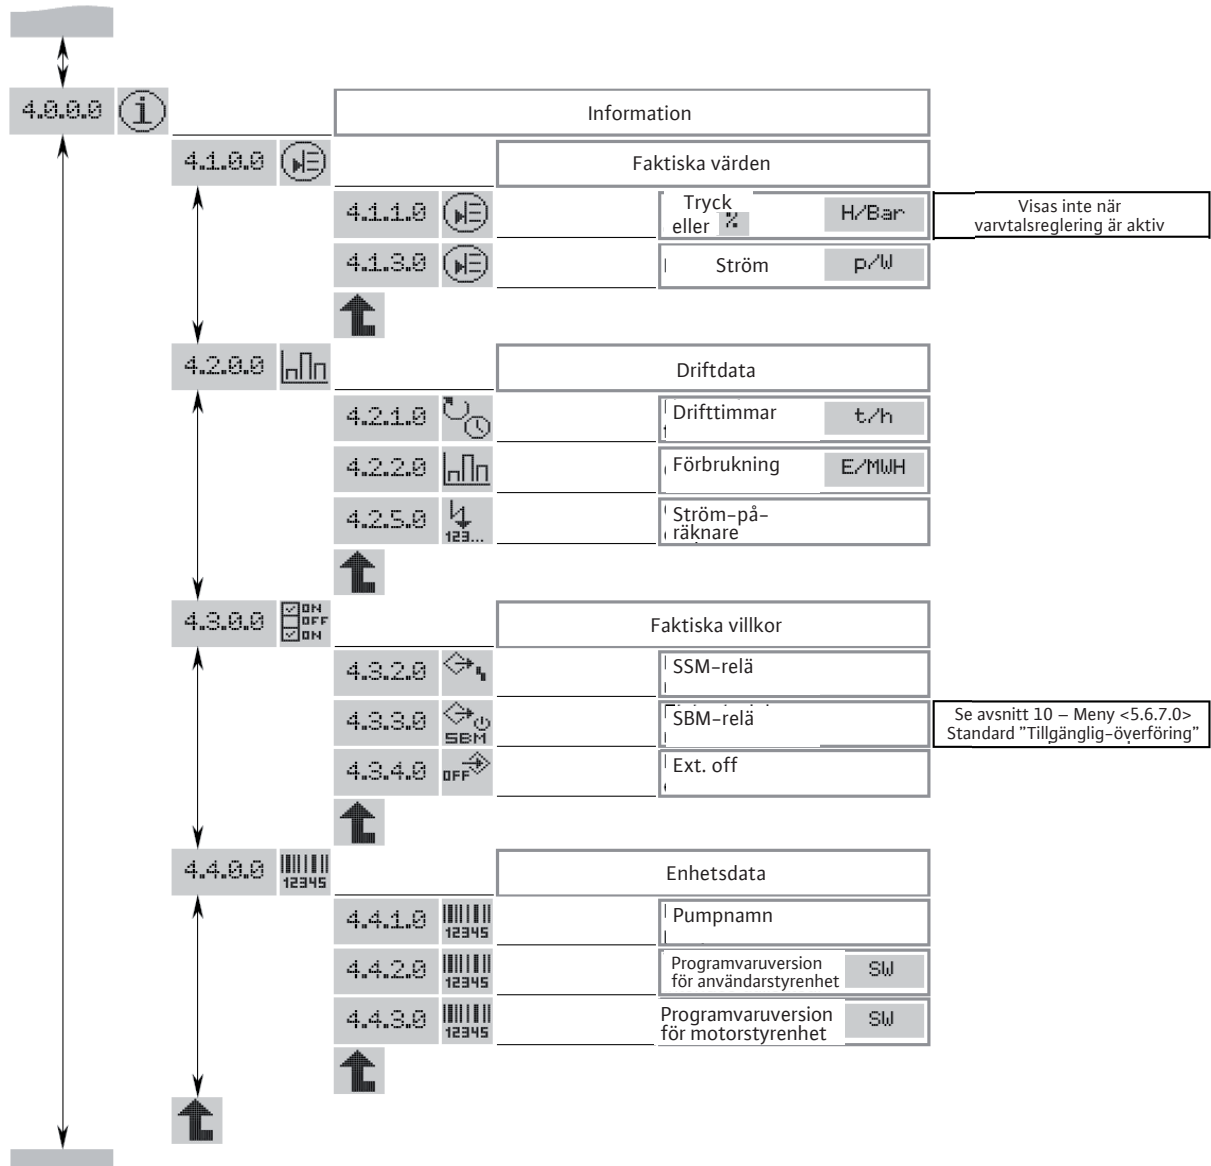 4.0.0.0 i Information
4.1.0.0 Faktiska värden
4.1.1.0 Tryck
eller % H/Bar
Visas inte när
varvtalsreglering är aktiv
4.1.3.0 Ström p/W
4.2.0.0 Driftdata
4.2.1.0 Drifttimmar t/h
4.2.2.0 Förbrukning E/MWH
4.2.5.0 123... Ström-på-
räknare
4.3.0.0 ON
OFF
ON
Faktiska villkor
4.3.2.0 SSM-relä
4.3.3.0 SBM SBM-relä
Se avsnitt 10 – Meny <5.6.7.0>
Standard "Tillgänglig-överföring"
4.3.4.0 OFF Ext. off
4.4.0.0 12345 Enhetsdata
4.4.1.0 12345 Pumpnamn
4.4.2.0 12345 Programvaruversion
för användarstyrenhet SW
4.4.3.0 12345 Programvaruversion
för motorstyrenhet SW